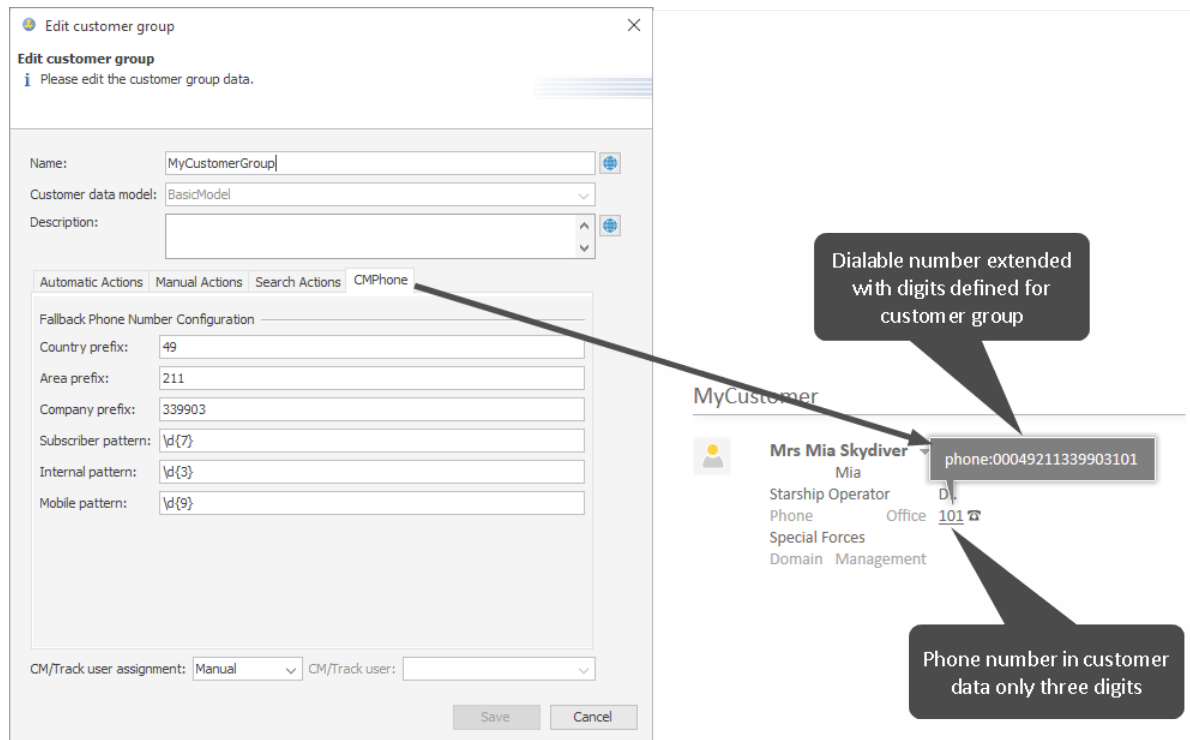 Edit customer group
Edit customer group
i Please edit the customer group data.
Name: MyCustomerGroup
Customer data model: BasicModel
Description:
Automatic Actions Manual Actions Search Actions CMPhone
Fallback Phone Number Configuration
Country prefix: 49
Area prefix: 211
Company prefix: 339903
Subscriber pattern: \d{7}
Internal pattern: \d{3}
Mobile pattern: \d{9}
CM/Track user assignment: Manual CM/Track user:
Save Cancel
Dialable number extended
with digits defined for
customer group
MyCustomer
Mrs Mia Skydiver
phone:00049211339903101
Mia
Starship Operator
Phone Office 101
Special Forces
Domain Management
Phone number in customer
data only three digits